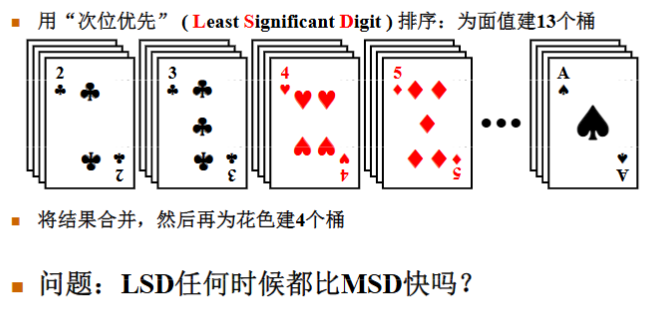 用“次位优先” ( Least Significant Digit ) 排序：为面值建13个桶
2 3 4 5 A
2 3 4 5 A
将结果合并，然后再为花色建4个桶
问题：LSD任何时候都比MSD快吗？